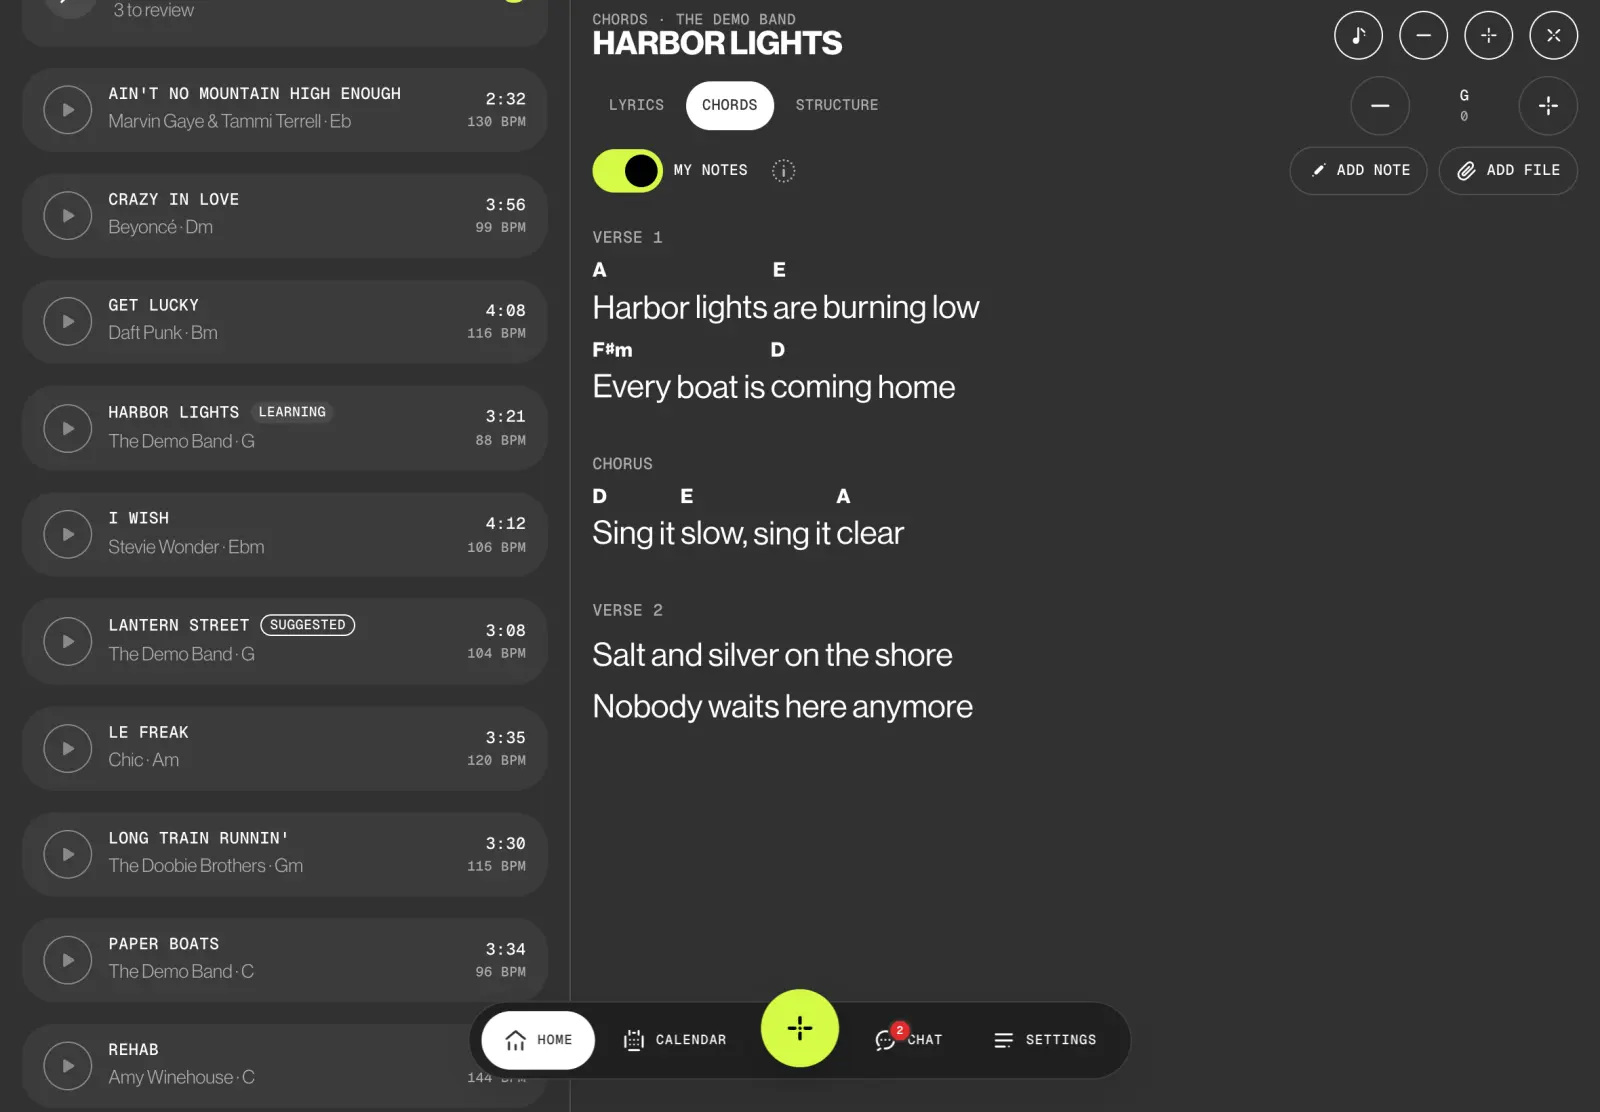 3 to review
AIN'T NO MOUNTAIN HIGH ENOUGH
Marvin Gaye & Tammi Terrell · Eb
2:32
130 BPM
CRAZY IN LOVE
Beyoncé · Dm
3:56
99 BPM
GET LUCKY
Daft Punk · Bm
4:08
116 BPM
HARBOR LIGHTS LEARNING
The Demo Band · G
3:21
88 BPM
I WISH
Stevie Wonder · Ebm
4:12
106 BPM
LANTERN STREET SUGGESTED
The Demo Band · G
3:08
104 BPM
LE FREAK
Chic · Am
3:35
120 BPM
LONG TRAIN RUNNIN'
The Doobie Brothers · Gm
3:30
115 BPM
PAPER BOATS
The Demo Band · C
3:34
96 BPM
REHAB
Amy Winehouse · C
144 BPM
CHORDS · THE DEMO BAND
HARBOR LIGHTS
LYRICS CHORDS STRUCTURE
G
0
MY NOTES
ADD NOTE ADD FILE
VERSE 1
A E
Harbor lights are burning low
F#m D
Every boat is coming home
CHORUS
D E A
Sing it slow, sing it clear
VERSE 2
Salt and silver on the shore
Nobody waits here anymore
HOME CALENDAR 2 CHAT SETTINGS